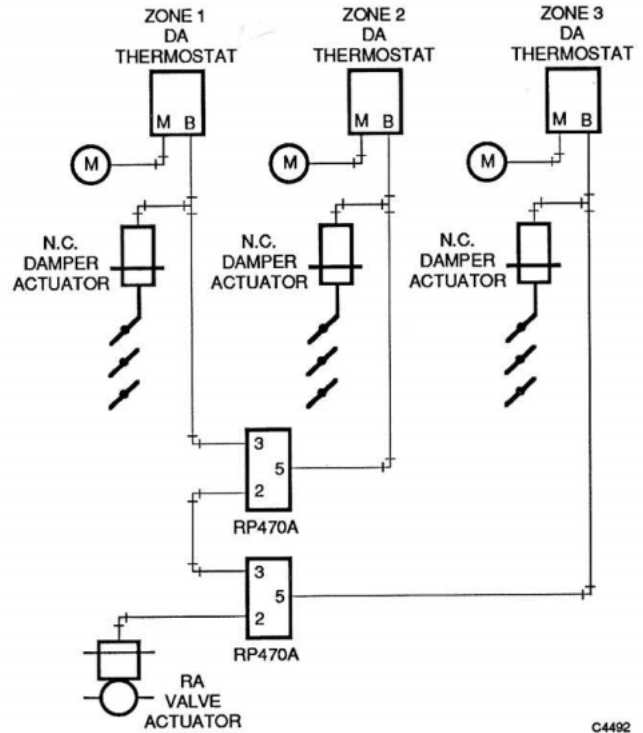 ZONE 1
DA
THERMOSTAT
ZONE 2
DA
THERMOSTAT
ZONE 3
DA
THERMOSTAT
M B
M B
M B
M
M
M
N.C.
DAMPER
ACTUATOR
N.C.
DAMPER
ACTUATOR
N.C.
DAMPER
ACTUATOR
3
5
2
RP470A
3
5
2
RP470A
RA
VALVE
ACTUATOR
C4492